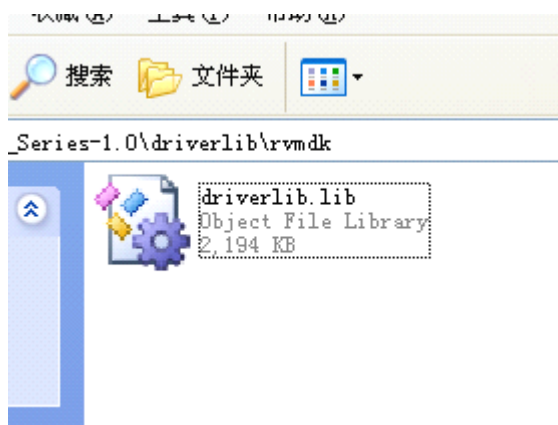 搜索 文件夹
_Series-1.0\driverlib\rvmdk
driverlib.lib
Object File Library
2,194 KB